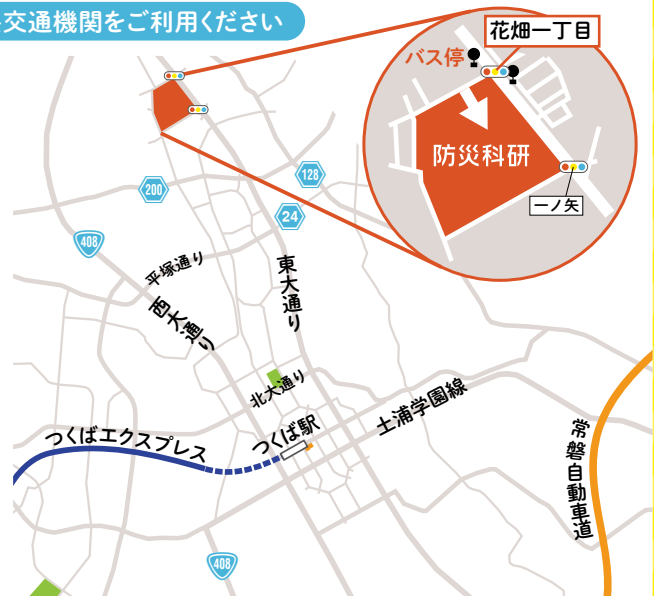 交通機関をご利用ください
花畑一丁目
バス停
防災科研
一ノ矢
200
128
24
408
平塚通り
東大通り
西大通り
北大通り
土浦学園線
つくば駅
つくばエクスプレス
常磐自動車道
408